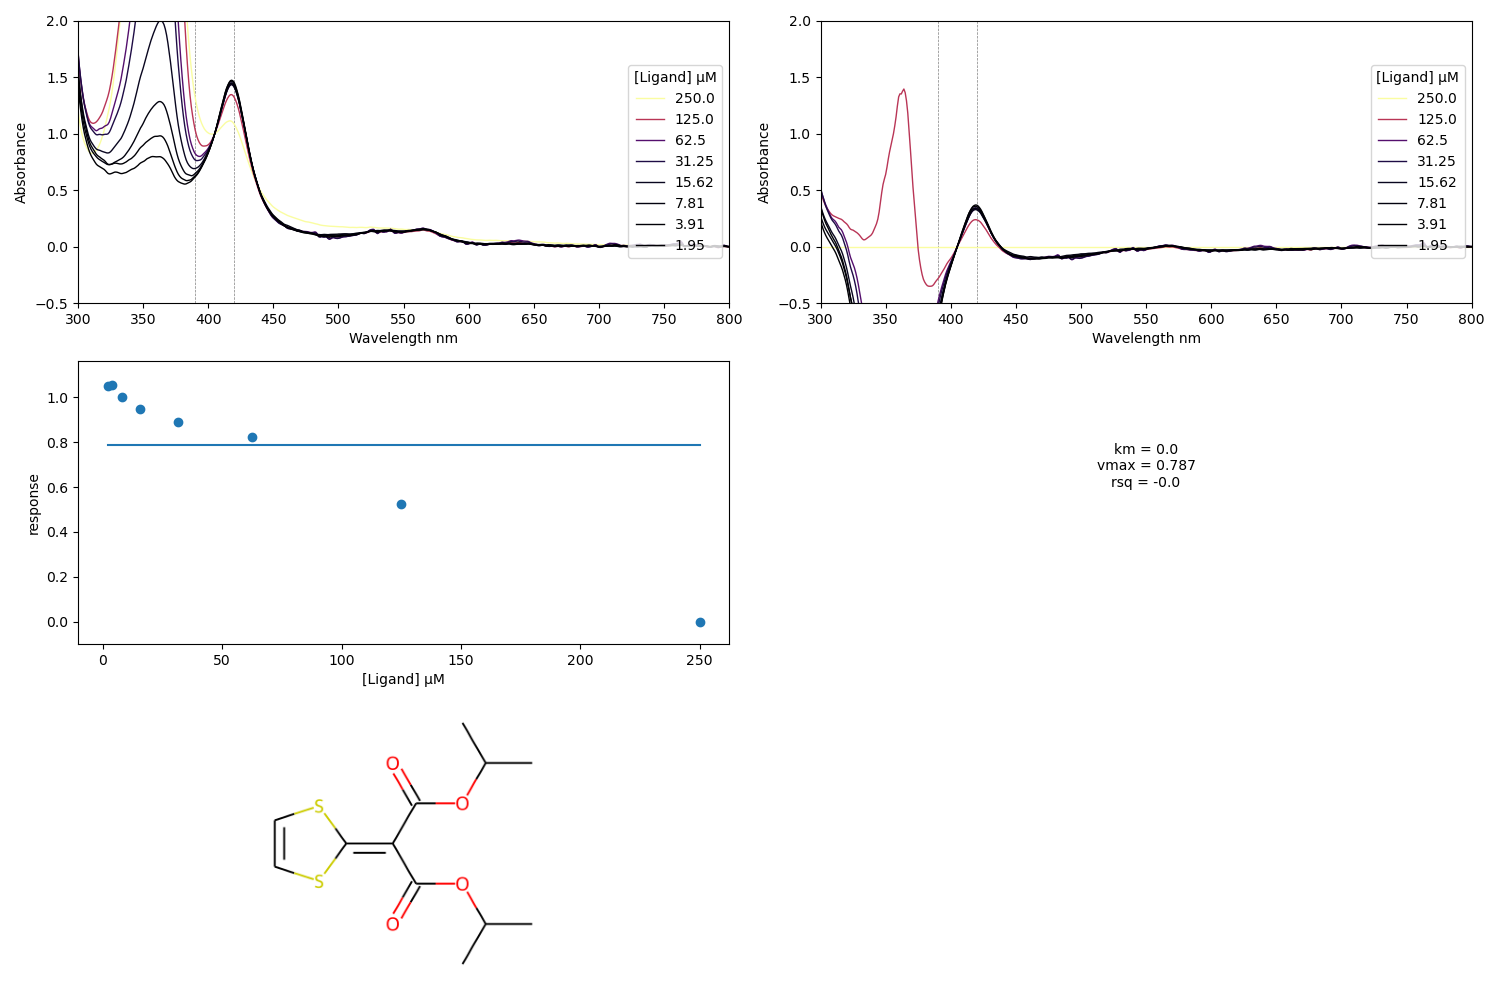 2.0
1.5
1.0
0.5
0.0
−0.5
Absorbance
300 350 400 450 500 550 600 650 700 750 800
Wavelength nm
[Ligand] µM
250.0
125.0
62.5
31.25
15.62
7.81
3.91
1.95
2.0
1.5
1.0
0.5
0.0
−0.5
Absorbance
300 350 400 450 500 550 600 650 700 750 800
Wavelength nm
[Ligand] µM
250.0
125.0
62.5
31.25
15.62
7.81
3.91
1.95
1.0
0.8
0.6
0.4
0.2
0.0
response
0 50 100 150 200 250
[Ligand] µM
km = 0.0
vmax = 0.787
rsq = -0.0
O
S
O
S
O
O